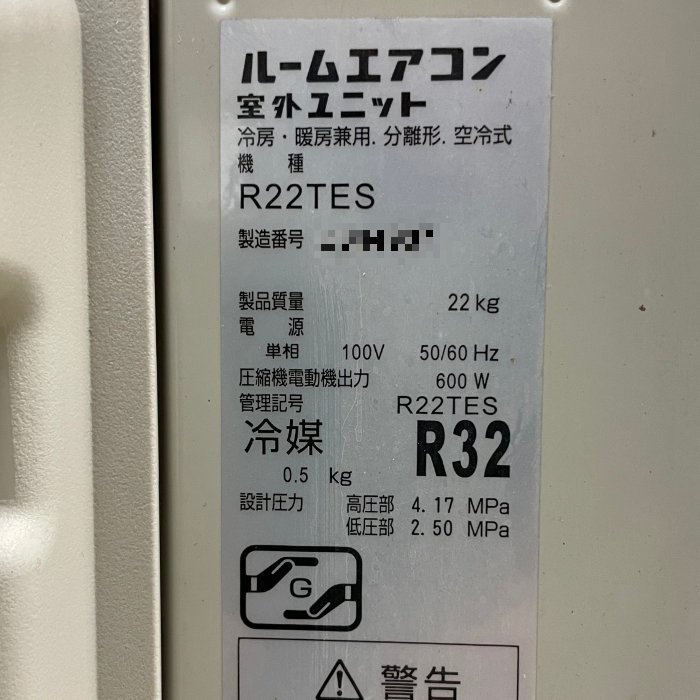 ルームエアコン
室外ユニット
冷房・暖房兼用. 分離形. 空冷式
機 種
R22TES
製造番号
製品質量 22 kg
電 源
単相 100V 50/60 Hz
圧縮機電動機出力 600 W
管理記号 R22TES
冷媒 R32
0.5 kg
設計圧力 高圧部 4.17 MPa
低圧部 2.50 MPa
G
警告